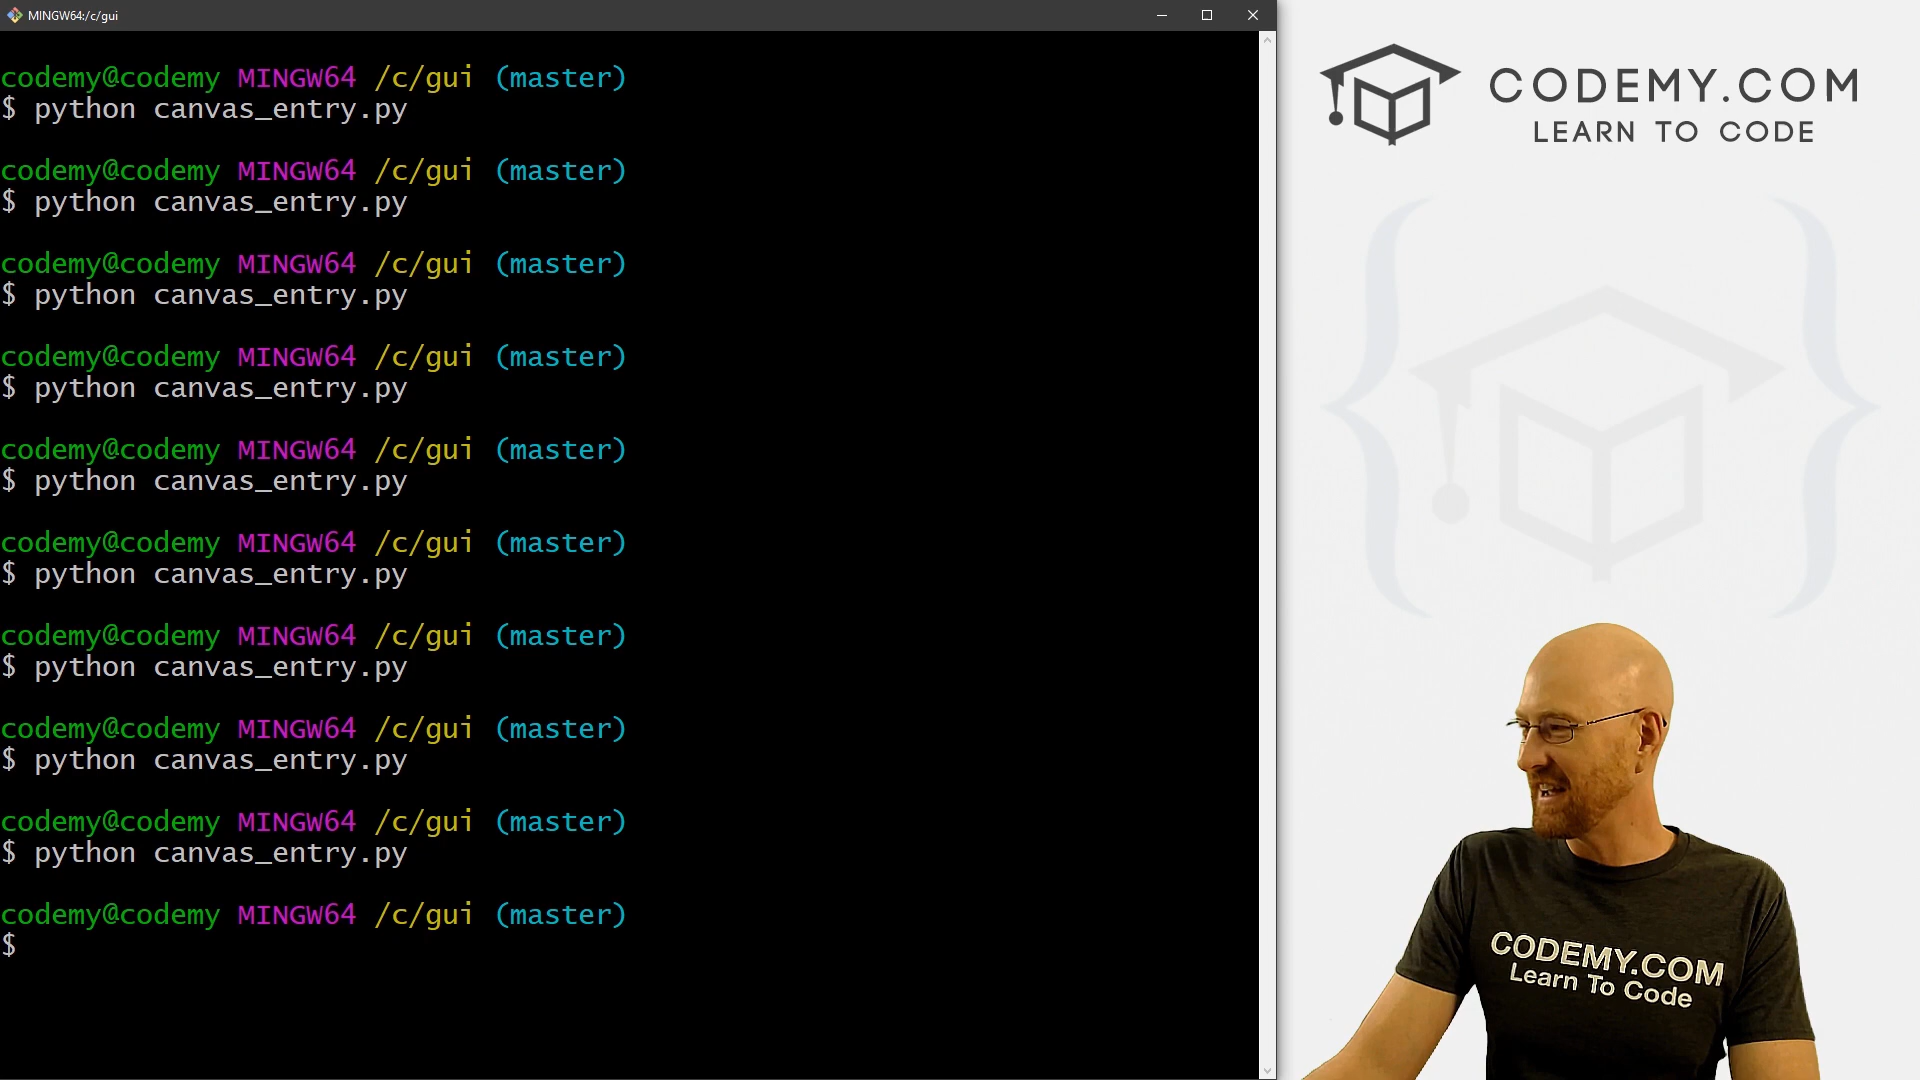 MINGW64:/c/gui
codemy@codemy MINGW64 /c/gui (master)
$ python canvas_entry.py
codemy@codemy MINGW64 /c/gui (master)
$ python canvas_entry.py
codemy@codemy MINGW64 /c/gui (master)
$ python canvas_entry.py
codemy@codemy MINGW64 /c/gui (master)
$ python canvas_entry.py
codemy@codemy MINGW64 /c/gui (master)
$ python canvas_entry.py
codemy@codemy MINGW64 /c/gui (master)
$ python canvas_entry.py
codemy@codemy MINGW64 /c/gui (master)
$ python canvas_entry.py
codemy@codemy MINGW64 /c/gui (master)
$ python canvas_entry.py
codemy@codemy MINGW64 /c/gui (master)
$ python canvas_entry.py
codemy@codemy MINGW64 /c/gui (master)
$
CODEMY.COM
LEARN TO CODE
CODEMY.COM
Learn To Code